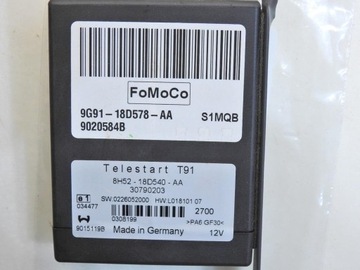 FoMoCo
9G91-18D578-AA S1MQB
9020584B
Telestart T91
8H52 - 18D540 - AA
30790203
e1 SW:0226052000 HW:L018101 07
034477 0308199 2700
>PA6 GF30<
9015119B Made in Germany 12V